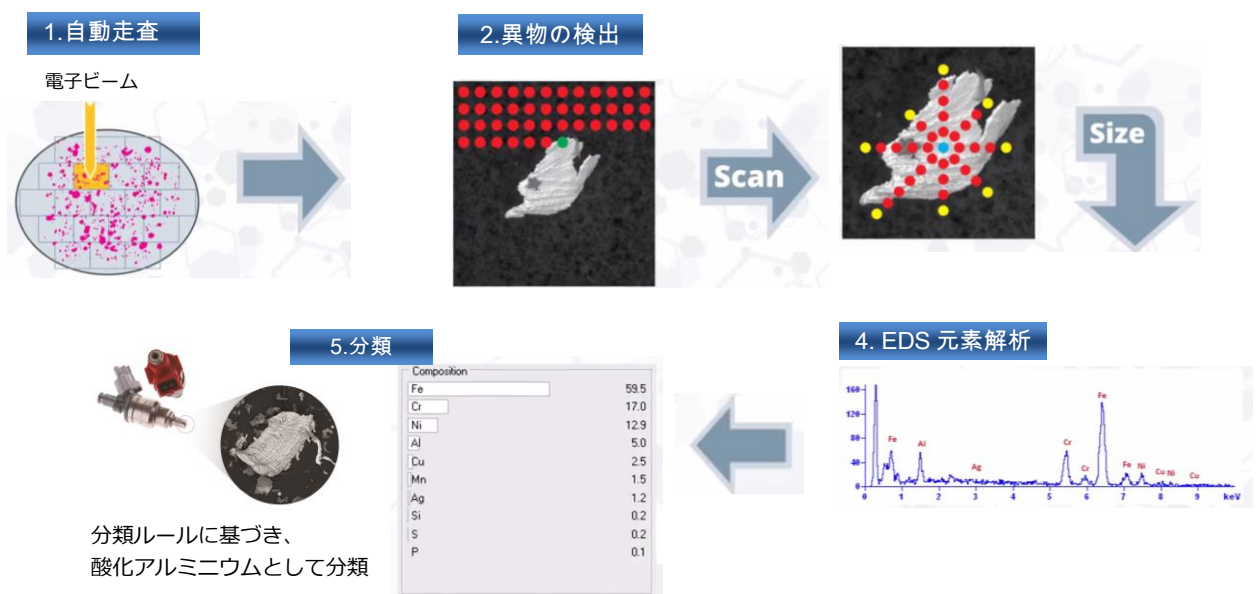 1.自動走査
電子ビーム
2.異物の検出
Scan
Size
4. EDS 元素解析
160
120
80
40
0
0 1 2 3 4 5 6 7 8 9 keV
Fe Al Ag Cr Cr Fe Fe Ni Cu Ni Cu
5.分類
Composition
Fe 59.5
Cr 17.0
Ni 12.9
Al 5.0
Cu 2.5
Mn 1.5
Ag 1.2
Si 0.2
S 0.2
P 0.1
分類ルールに基づき、
酸化アルミニウムとして分類